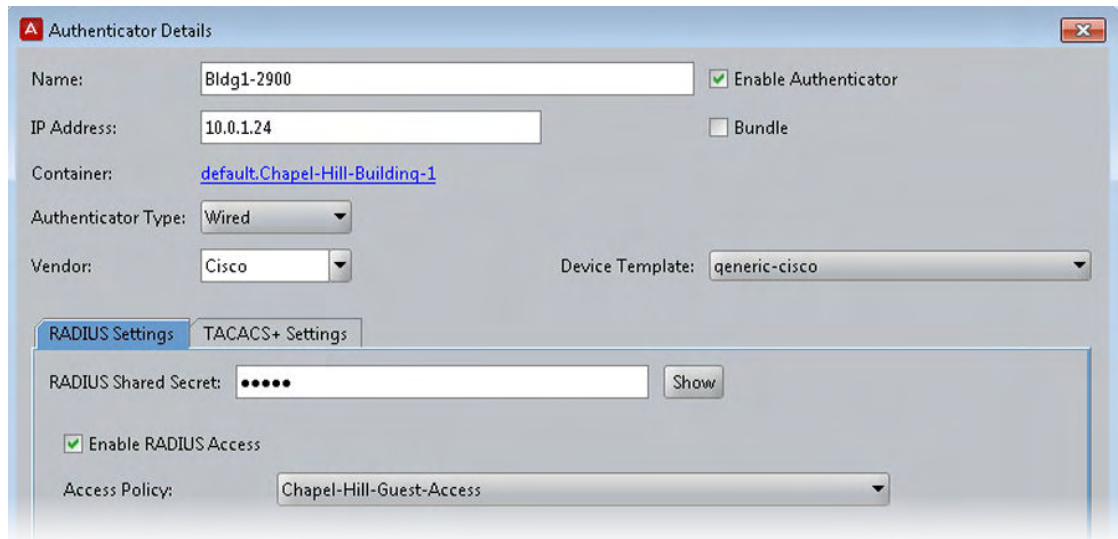 A Authenticator Details
Name: Bldg1-2900 Enable Authenticator
IP Address: 10.0.1.24 Bundle
Container: default.Chapel-Hill-Building-1
Authenticator Type: Wired
Vendor: Cisco Device Template: generic-cisco
RADIUS Settings TACACS+ Settings
RADIUS Shared Secret: ••••• Show
Enable RADIUS Access
Access Policy: Chapel-Hill-Guest-Access